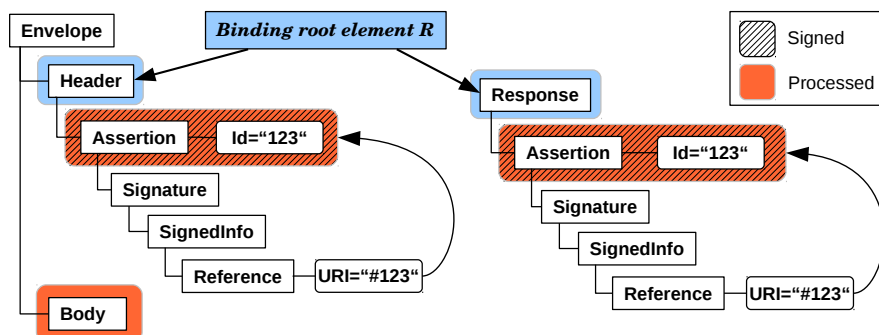 Envelope
Binding root element R
Signed
Processed
Header
Assertion
Id=“123“
Signature
SignedInfo
Reference
URI=“#123“
Body
Response
Assertion
Id=“123“
Signature
SignedInfo
Reference
URI=“#123“